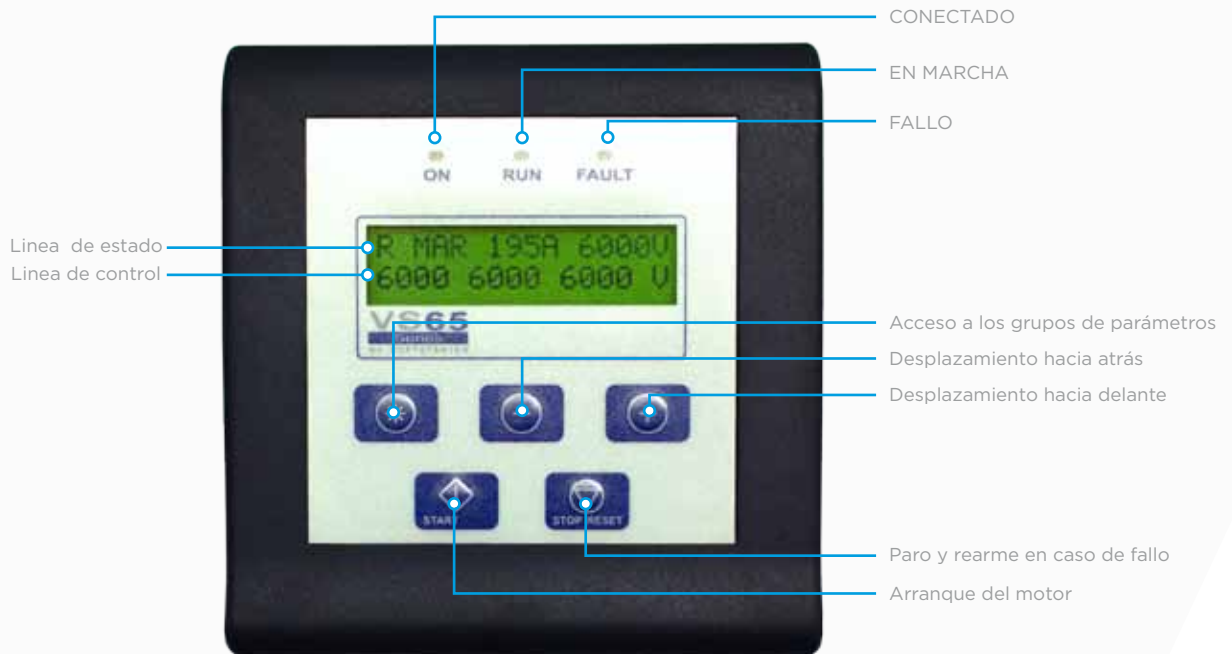 CONECTADO
EN MARCHA
FALLO
ON RUN FAULT
Linea de estado
R MAR 195A 6000V
Linea de control
6000 6000 6000 V
VS65
Series
Acceso a los grupos de parámetros
Desplazamiento hacia atrás
Desplazamiento hacia delante
START
STOP RESET
Paro y rearme en caso de fallo
Arranque del motor